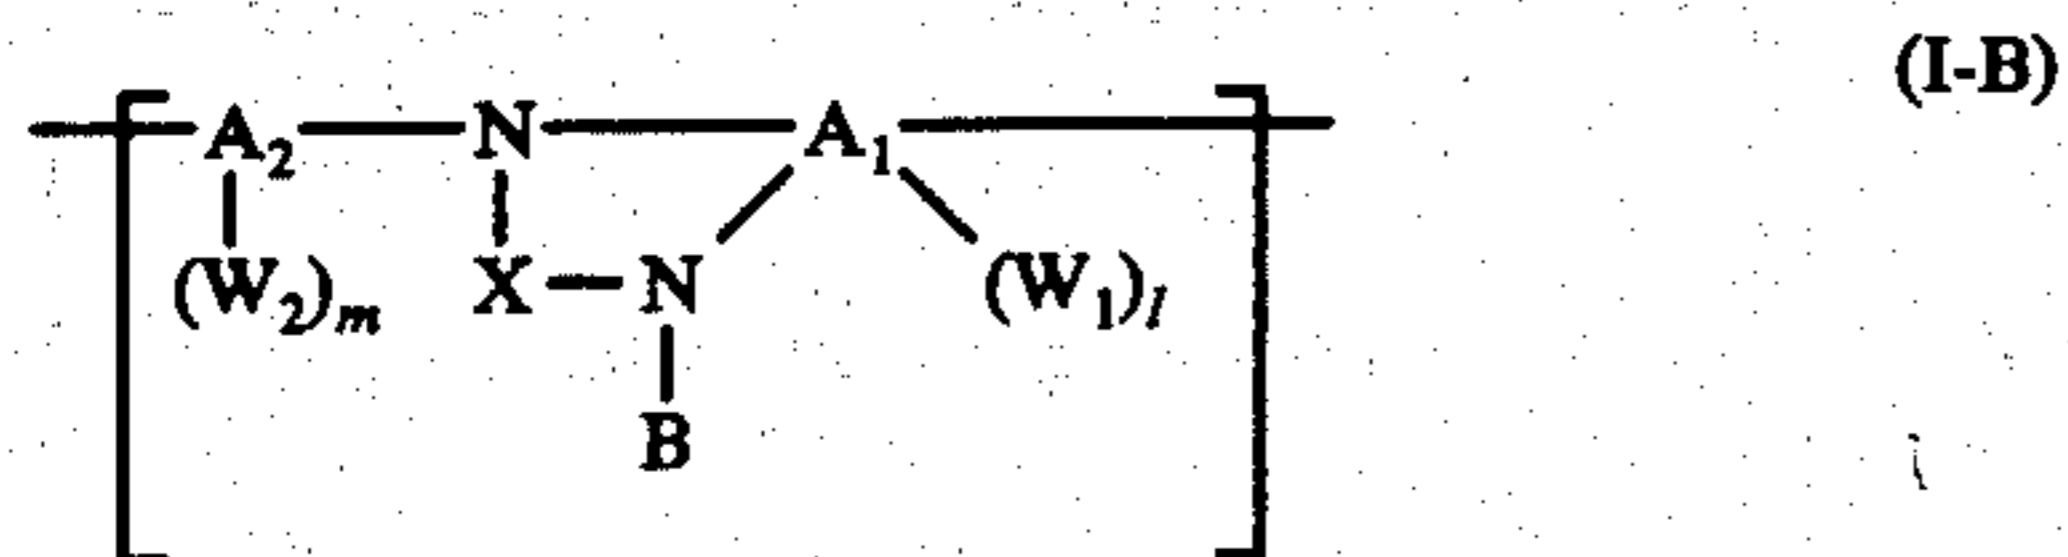 (I-B)
A₂ N A₁
(W₂)ₘ X N (W₁)ₗ
B